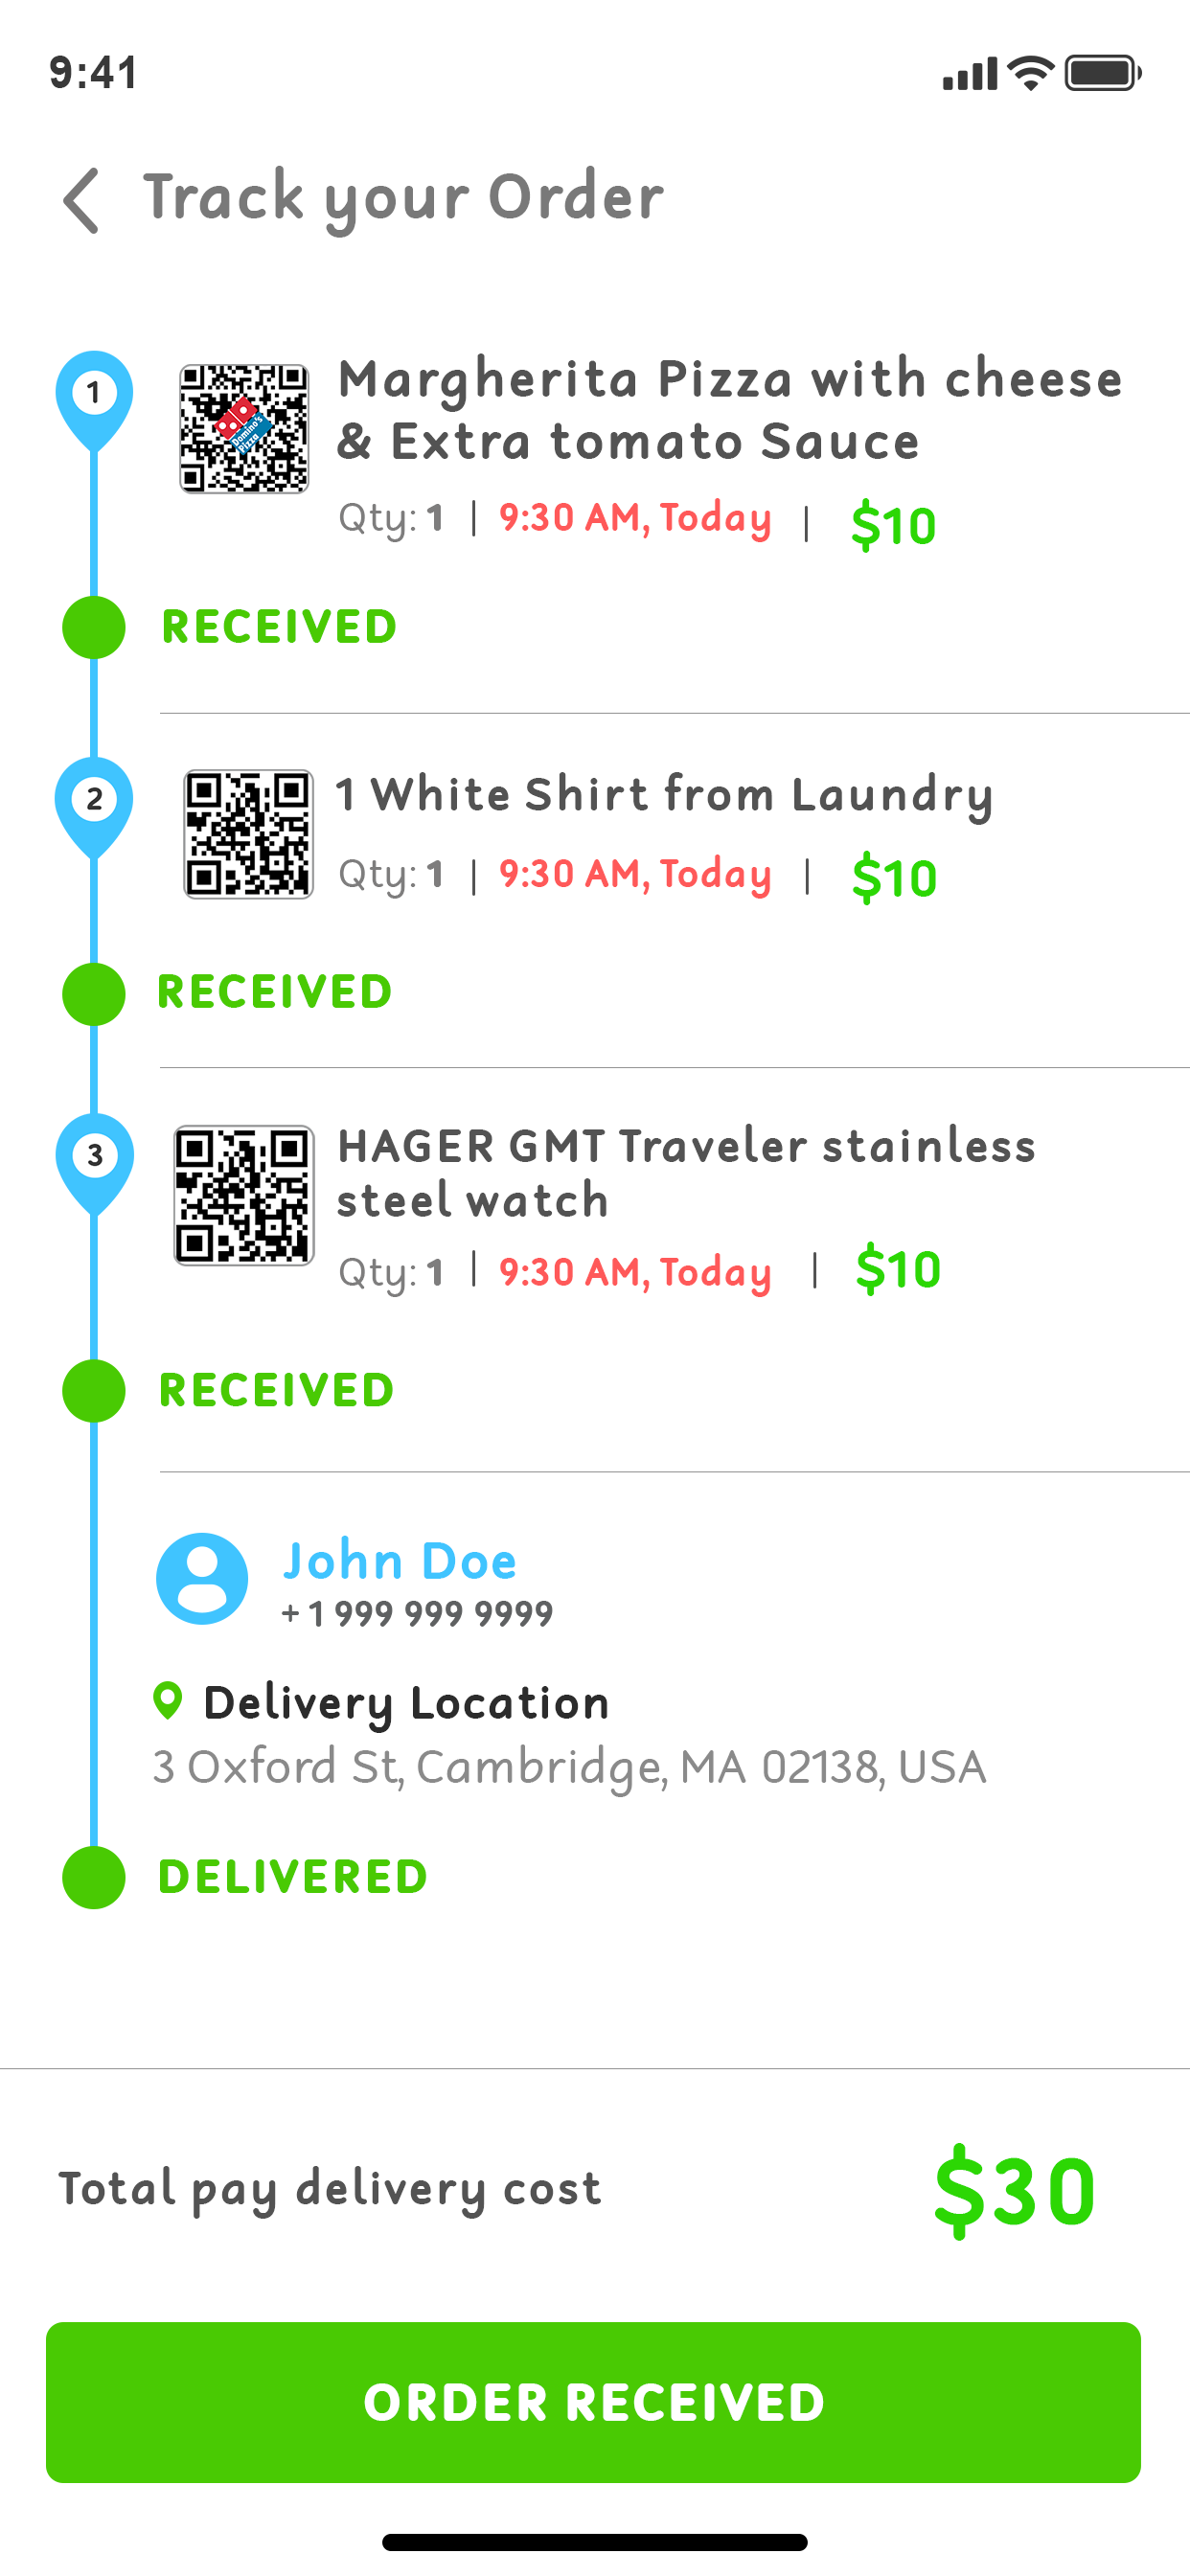 9:41
Track your Order
1
Domino's
Pizza
Margherita Pizza with cheese
& Extra tomato Sauce
Qty: 1 | 9:30 AM, Today | $10
RECEIVED
2
1 White Shirt from Laundry
Qty: 1 | 9:30 AM, Today | $10
RECEIVED
3
HAGER GMT Traveler stainless
steel watch
Qty: 1 | 9:30 AM, Today | $10
RECEIVED
John Doe
+ 1 999 999 9999
Delivery Location
3 Oxford St, Cambridge, MA 02138, USA
DELIVERED
Total pay delivery cost
$30
ORDER RECEIVED